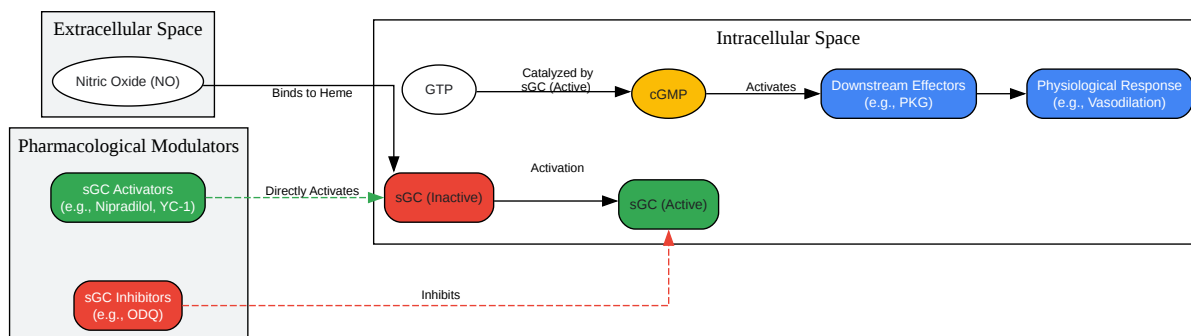 Extracellular Space
Nitric Oxide (NO)
Binds to Heme
Intracellular Space
GTP
Catalyzed by
sGC (Active)
cGMP
Activates
Downstream Effectors
(e.g., PKG)
Physiological Response
(e.g., Vasodilation)
Pharmacological Modulators
sGC Activators
(e.g., Nipradilol, YC-1)
Directly Activates
sGC (Inactive)
Activation
sGC (Active)
sGC Inhibitors
(e.g., ODQ)
Inhibits